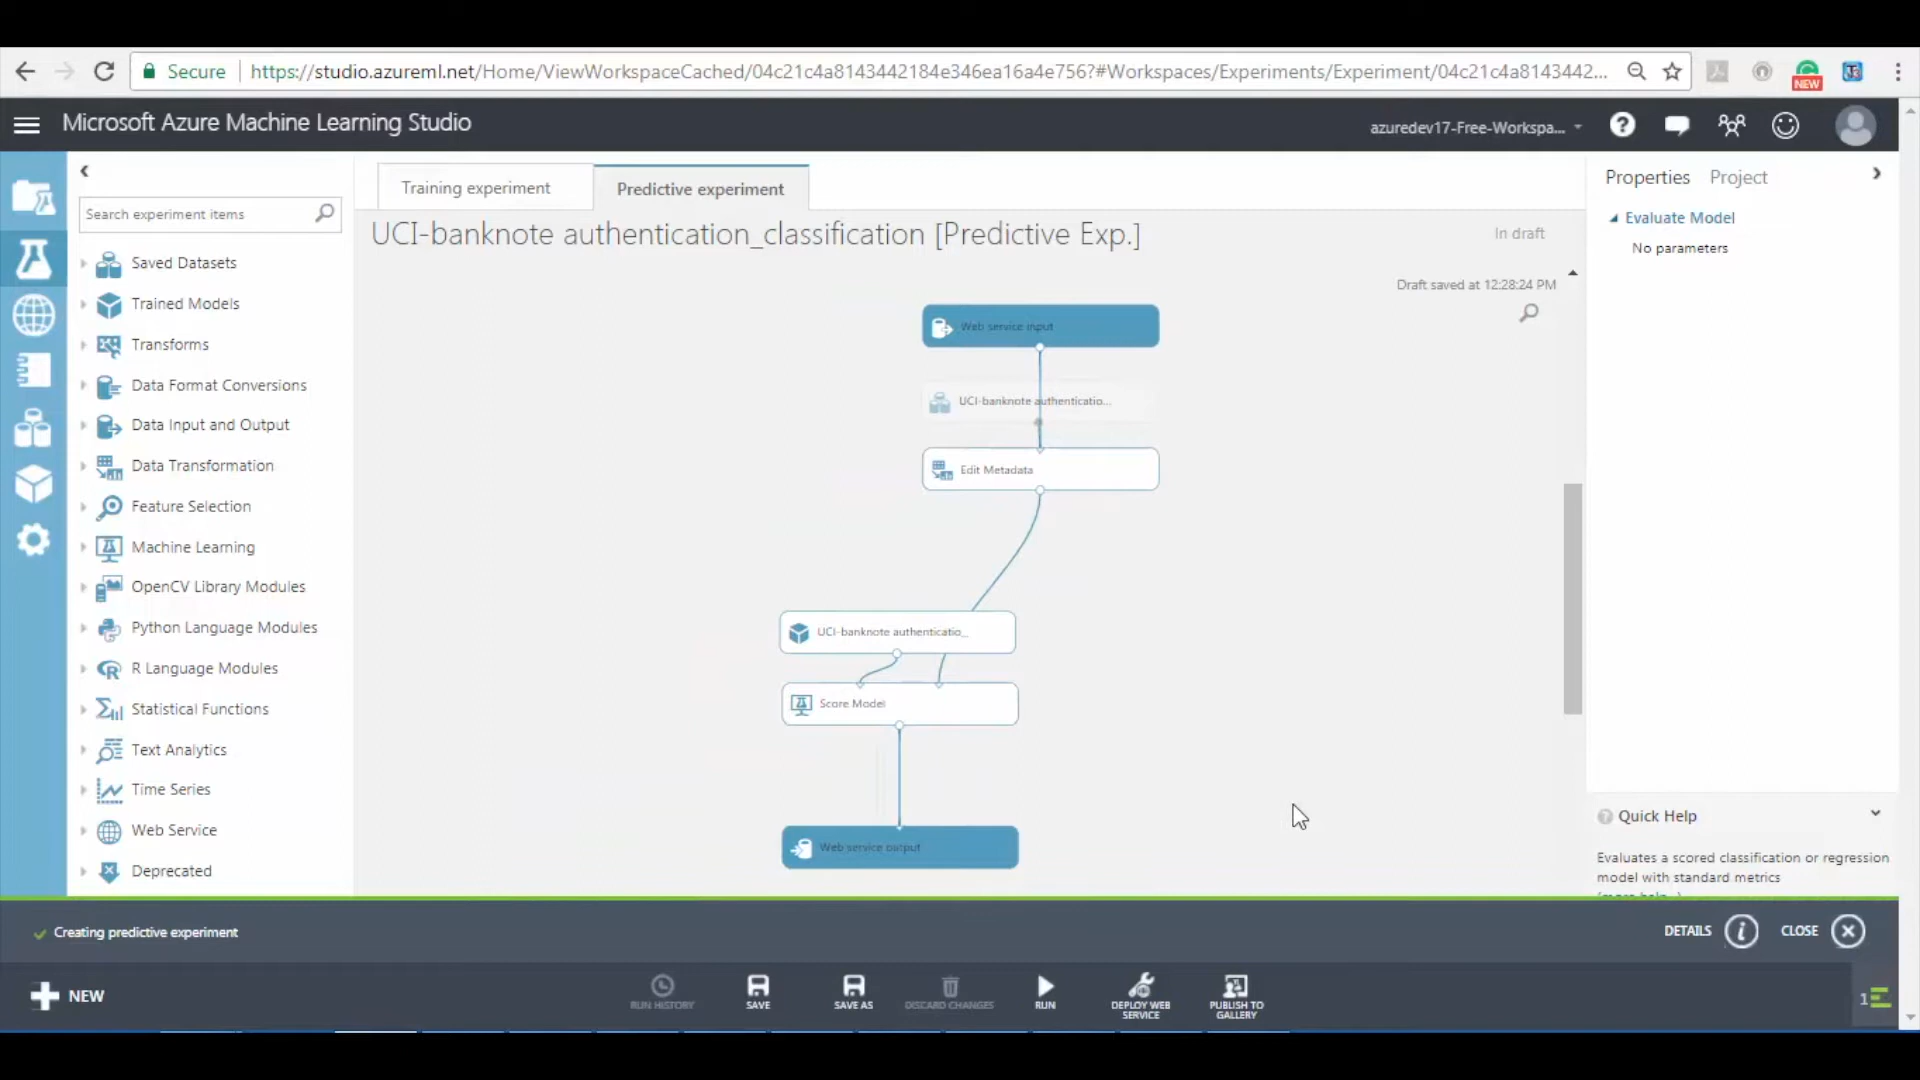 Secure
https://studio.azureml.net/Home/ViewWorkspaceCached/04c21c4a8143442184e346ea16a4e756?#Workspaces/Experiments/Experiment/04c21c4a8143442...
NEW
Microsoft Azure Machine Learning Studio
azuredev17-Free-Workspa...
Training experiment
Predictive experiment
Properties
Project
Search experiment items
UCI-banknote authentication_classification [Predictive Exp.]
In draft
Evaluate Model
No parameters
Draft saved at 12:28:24 PM
Saved Datasets
Trained Models
Transforms
Data Format Conversions
Data Input and Output
Data Transformation
Feature Selection
Machine Learning
OpenCV Library Modules
Python Language Modules
R Language Modules
Statistical Functions
Text Analytics
Time Series
Web Service
Deprecated
Web service input
UCI-banknote authenticatio...
Edit Metadata
UCI-banknote authenticatio...
Score Model
Web service output
Quick Help
Evaluates a scored classification or regression
model with standard metrics
(more help...)
Creating predictive experiment
DETAILS
CLOSE
NEW
RUN HISTORY
SAVE
SAVE AS
DISCARD CHANGES
RUN
DEPLOY WEB
SERVICE
PUBLISH TO
GALLERY
1